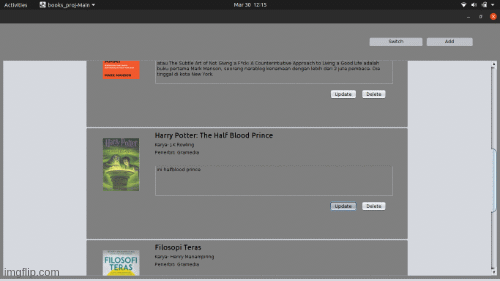 Activities books_proj-Main Mar 30 12:15
Switch Add
atau The Subtle Art of Not Giving a F*ck: A Counterintuitive Approach to Living a Good Life adalah
buku pertama Mark Manson, seorang narablog kenamaan dengan lebih dari 2 juta pembaca. Dia
tinggal di kota New York.
Update Delete
Harry Potter: The Half Blood Prince
Karya: J.K Rowling
Penerbit: Gramedia
ini halfblood prince
Update Delete
Filosopi Teras
Karya: Henry Manampiring
Penerbit: Gramedia
FILOSOFI
TERAS
imgflip.com